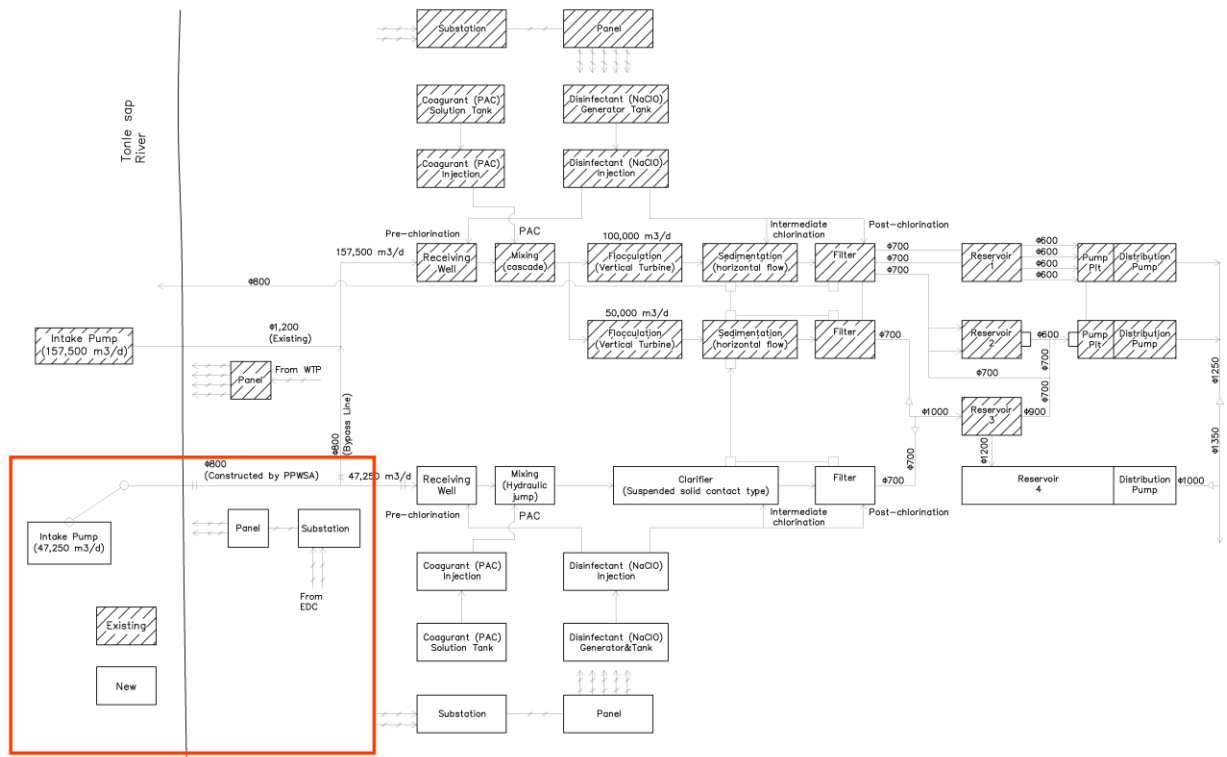 Substation
Panel
Coagurant (PAC)
Solution Tank
Disinfectant (NaClO)
Generator Tank
Tonle sap
River
Coagurant (PAC)
Injection
Disinfectant (NaClO)
Injection
Pre-chlorination
PAC
Intermediate
chlorination
Post-chlorination
157,500 m3/d
Receiving
Well
Mixing
(cascade)
100,000 m3/d
Flocculation
(Vertical Turbine)
Sedimentation
(horizontal flow)
Filter
Φ700
Φ700
Φ700
Reservoir
1
Φ600
Φ600
Φ600
Φ600
Pump
Pit
Distribution
Pump
Φ800
Intake Pump
(157,500 m3/d)
Φ1,200
(Existing)
50,000 m3/d
Flocculation
(Vertical Turbine)
Sedimentation
(horizontal flow)
Filter
Φ700
Reservoir
2
Φ600
Pump
Pit
Distribution
Pump
Panel
From WTP
Φ700
Φ700
Φ700
Φ1250
Φ800
(Bypass Line)
Φ1000
Reservoir
3
Φ900
Φ1200
Φ1350
Φ800
(Constructed by PPWSA)
47,250 m3/d
Receiving
Well
Mixing
(Hydraulic
jump)
Clarifier
(Suspended solid contact type)
Filter
Φ700
Φ700
Reservoir
4
Distribution
Pump
Φ1000
Intake Pump
(47,250 m3/d)
Panel
Substation
From
EDC
Pre-chlorination
PAC
Intermediate
chlorination
Post-chlorination
Coagurant (PAC)
Injection
Disinfectant (NaClO)
Injection
Existing
Coagurant (PAC)
Solution Tank
Disinfectant (NaClO)
Generator&Tank
New
Substation
Panel